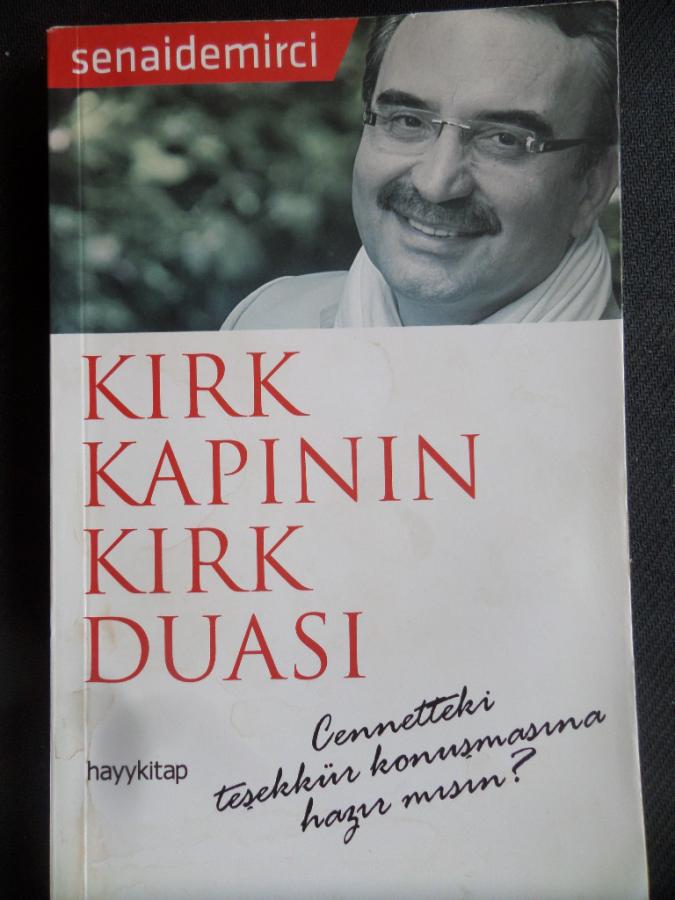 senaidemirci
KIRK
KAPININ
KIRK
DUASI
Cennetteki
teşekkür konuşmasına
hazır mısın?
hayykitap